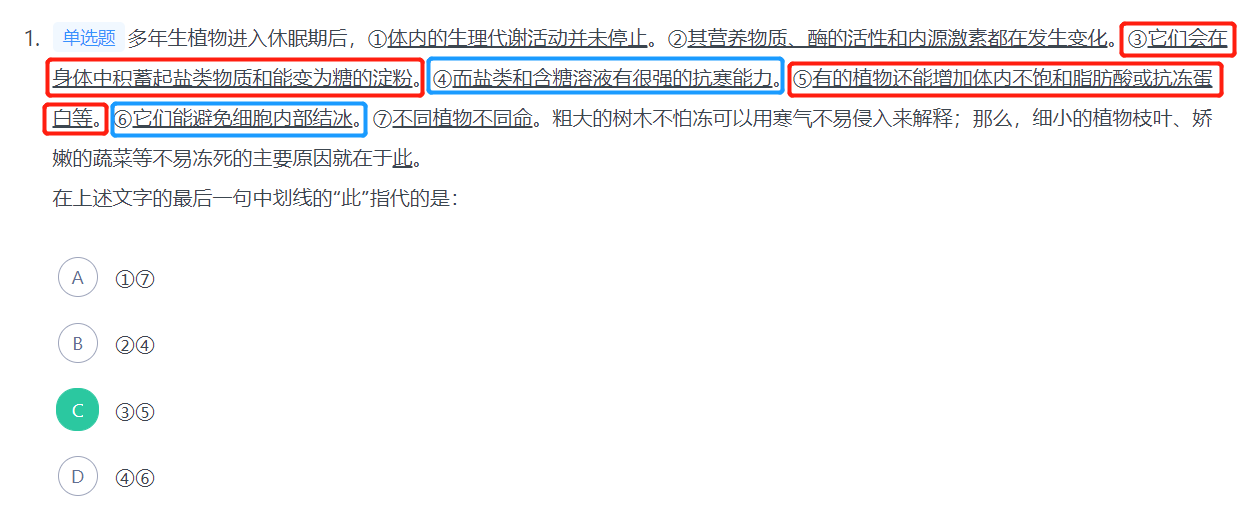 1. 单选题 多年生植物进入休眠期后，①体内的生理代谢活动并未停止。②其营养物质、酶的活性和内源激素都在发生变化。③它们会在
身体中积蓄起盐类物质和能变为糖的淀粉。④而盐类和含糖溶液有很强的抗寒能力。⑤有的植物还能增加体内不饱和脂肪酸或抗冻蛋
白等。⑥它们能避免细胞内部结冰。⑦不同植物不同命。粗大的树木不怕冻可以用寒气不易侵入来解释；那么，细小的植物枝叶、娇
嫩的蔬菜等不易冻死的主要原因就在于此。
在上述文字的最后一句中划线的“此”指代的是：
A ①⑦
B ②④
C ③⑤
D ④⑥